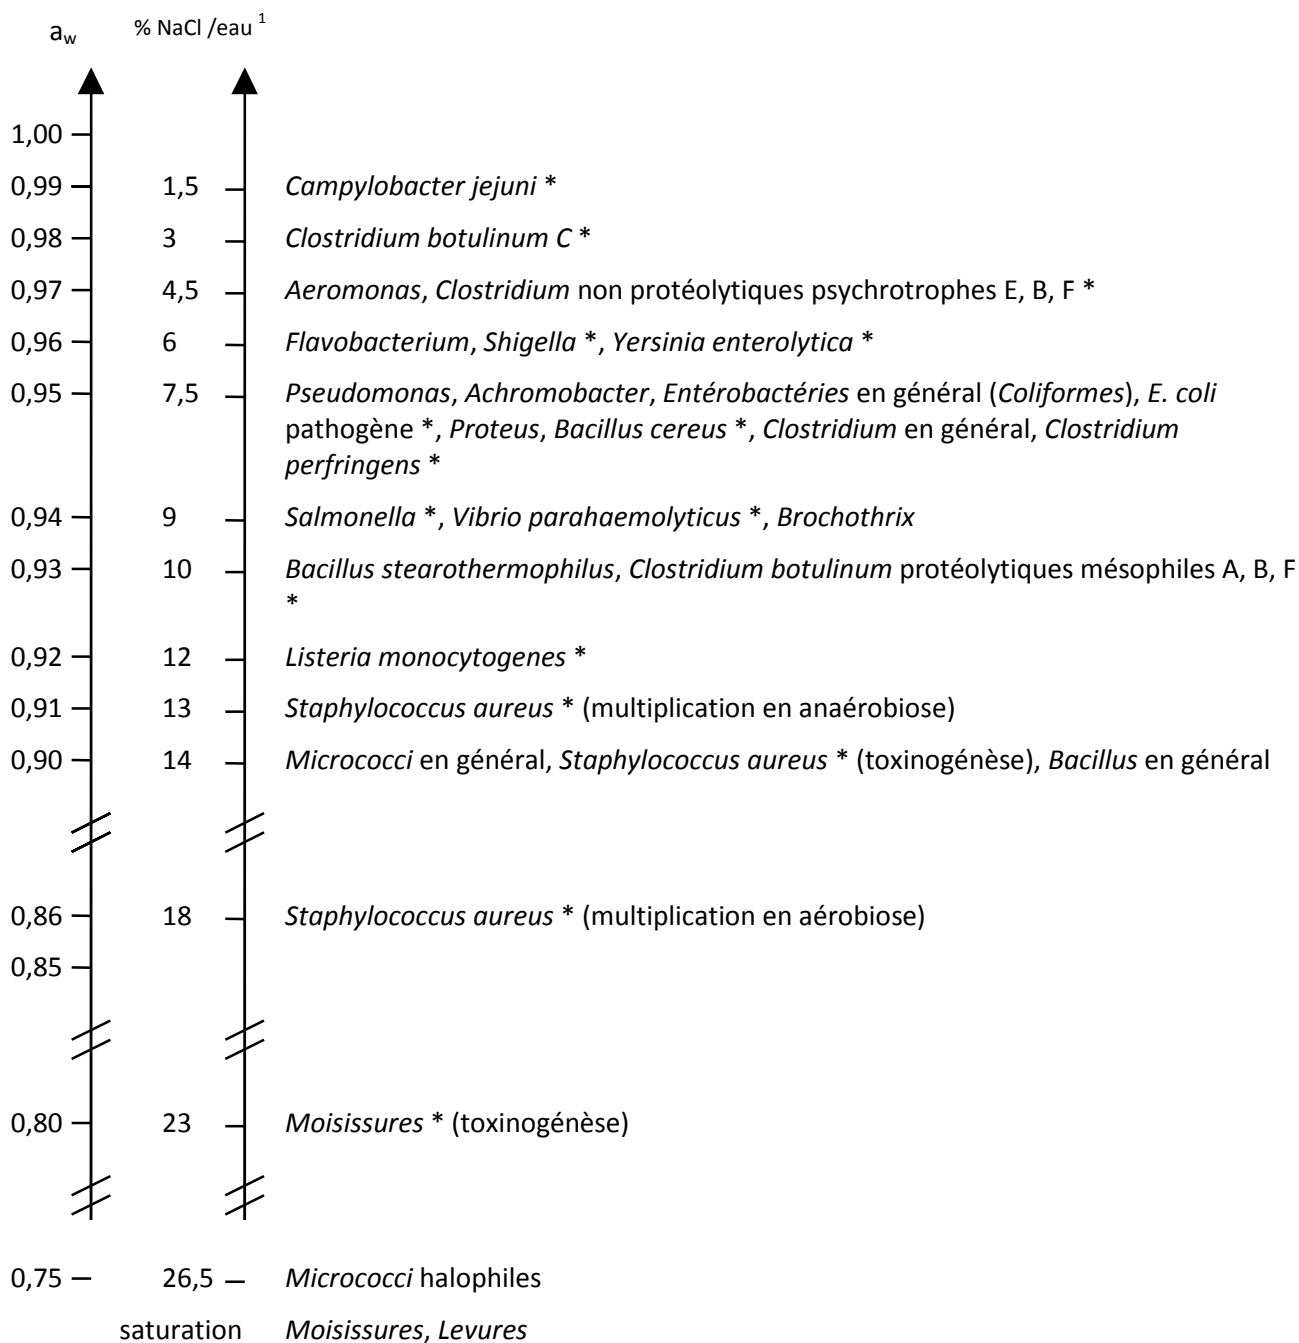 a_w % NaCl /eau ¹
1,00
0,99 1,5 Campylobacter jejuni *
0,98 3 Clostridium botulinum C *
0,97 4,5 Aeromonas, Clostridium non protéolytiques psychrotrophes E, B, F *
0,96 6 Flavobacterium, Shigella *, Yersinia enterolytica *
0,95 7,5 Pseudomonas, Achromobacter, Entérobactéries en général (Coliformes), E. coli
pathogène *, Proteus, Bacillus cereus *, Clostridium en général, Clostridium
perfringens *
0,94 9 Salmonella *, Vibrio parahaemolyticus *, Brochothrix
0,93 10 Bacillus stearothermophilus, Clostridium botulinum protéolytiques mésophiles A, B, F
*
0,92 12 Listeria monocytogenes *
0,91 13 Staphylococcus aureus * (multiplication en anaérobiose)
0,90 14 Micrococci en général, Staphylococcus aureus * (toxinogénèse), Bacillus en général
0,86 18 Staphylococcus aureus * (multiplication en aérobiose)
0,85
0,80 23 Moisissures * (toxinogénèse)
0,75 26,5 Micrococci halophiles
saturation Moisissures, Levures